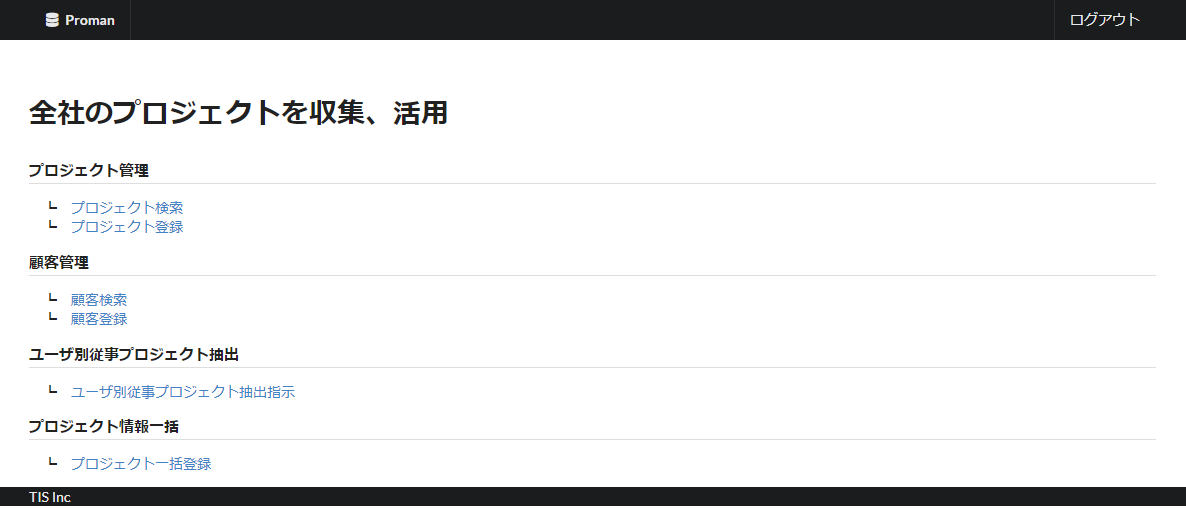 Proman
ログアウト
全社のプロジェクトを収集、活用
プロジェクト管理
┗ プロジェクト検索
┗ プロジェクト登録
顧客管理
┗ 顧客検索
┗ 顧客登録
ユーザ別従事プロジェクト抽出
┗ ユーザ別従事プロジェクト抽出指示
プロジェクト情報一括
┗ プロジェクト一括登録
TIS Inc